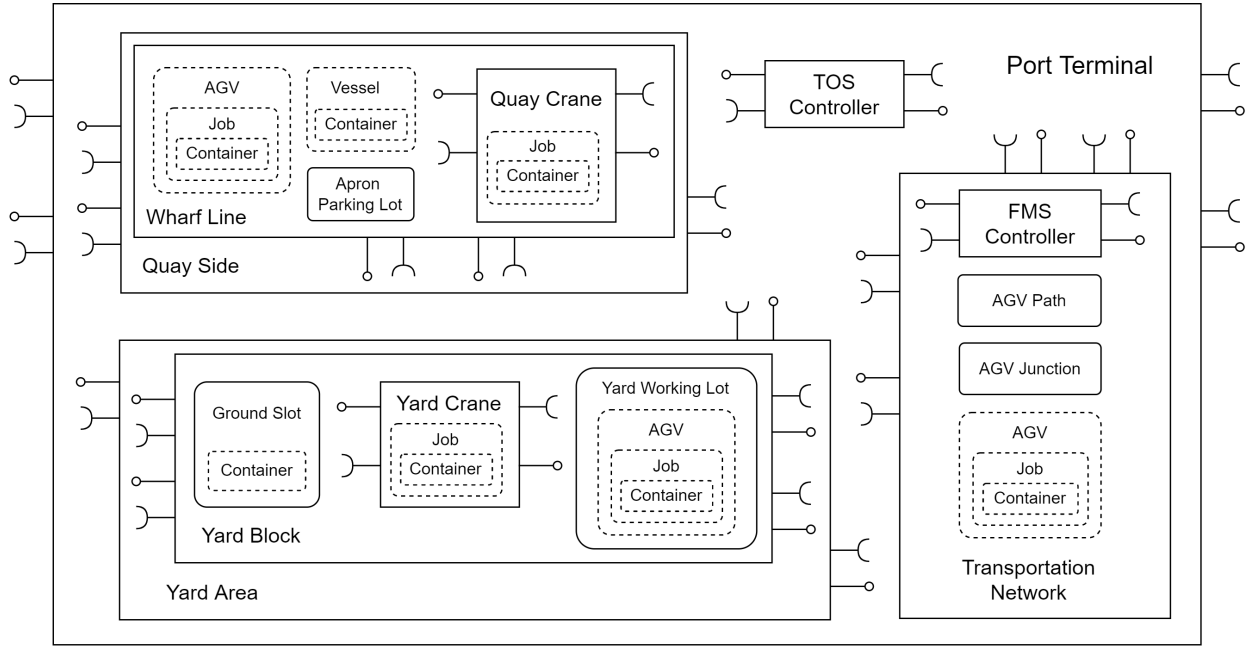 Port Terminal
AGV
Job
Container
Vessel
Container
Apron
Parking Lot
Quay Crane
Job
Container
Wharf Line
Quay Side
TOS
Controller
FMS
Controller
AGV Path
AGV Junction
AGV
Job
Container
Transportation
Network
Ground Slot
Container
Yard Crane
Job
Container
Yard Working Lot
AGV
Job
Container
Yard Block
Yard Area